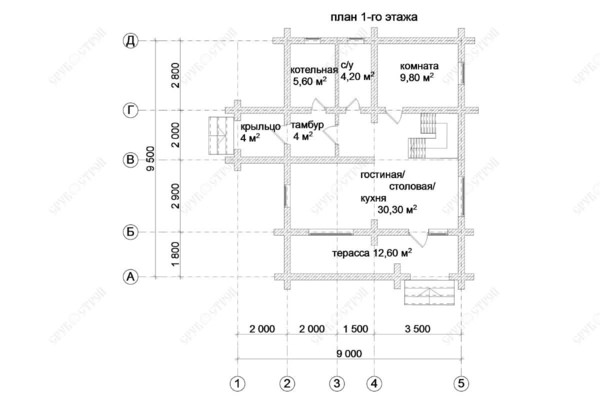 план 1-го этажа
Д
Г
В
Б
А
2 800
2 000
2 900
1 800
9 500
котельная
5,60 м²
с/у
4,20 м²
комната
9,80 м²
крыльцо
4 м²
тамбур
4 м²
гостиная/
столовая/
кухня
30,30 м²
терасса 12,60 м²
2 000
2 000
1 500
3 500
9 000
1
2
3
4
5